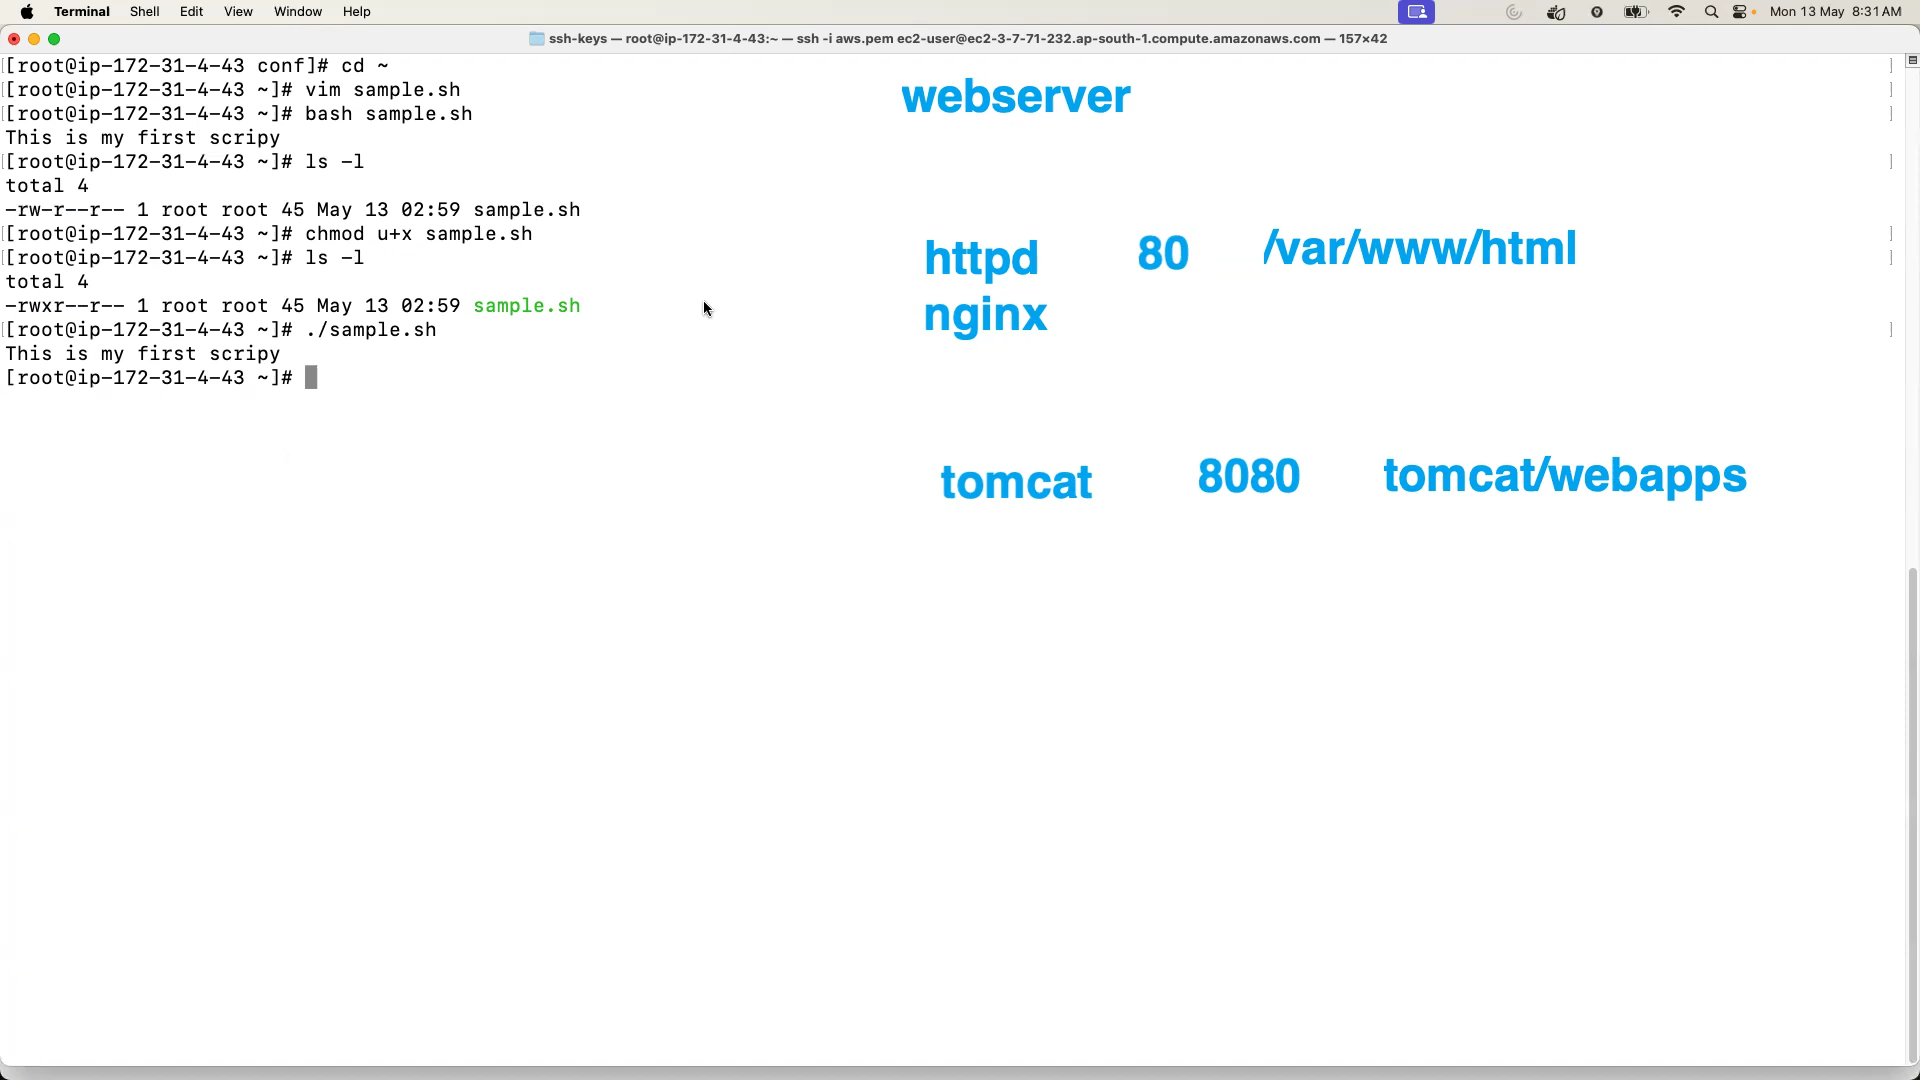 Terminal Shell Edit View Window Help Mon 13 May 8:31 AM
ssh-keys — root@ip-172-31-4-43:~ — ssh -i aws.pem ec2-user@ec2-3-7-71-232.ap-south-1.compute.amazonaws.com — 157×42
[root@ip-172-31-4-43 conf]# cd ~
[root@ip-172-31-4-43 ~]# vim sample.sh
[root@ip-172-31-4-43 ~]# bash sample.sh
This is my first scripy
[root@ip-172-31-4-43 ~]# ls -l
total 4
-rw-r--r-- 1 root root 45 May 13 02:59 sample.sh
[root@ip-172-31-4-43 ~]# chmod u+x sample.sh
[root@ip-172-31-4-43 ~]# ls -l
total 4
-rwxr--r-- 1 root root 45 May 13 02:59 sample.sh
[root@ip-172-31-4-43 ~]# ./sample.sh
This is my first scripy
[root@ip-172-31-4-43 ~]#
webserver
httpd 80 /var/www/html
nginx
tomcat 8080 tomcat/webapps